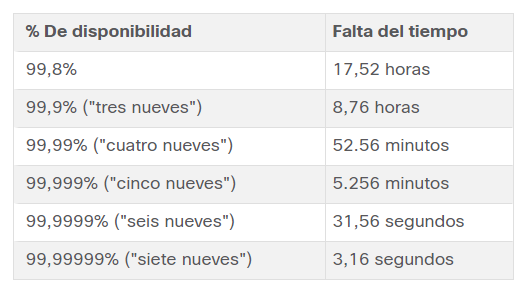 % De disponibilidad Falta del tiempo
99,8% 17,52 horas
99,9% ("tres nueves") 8,76 horas
99,99% ("cuatro nueves") 52.56 minutos
99,999% ("cinco nueves") 5.256 minutos
99,9999% ("seis nueves") 31,56 segundos
99,99999% ("siete nueves") 3,16 segundos